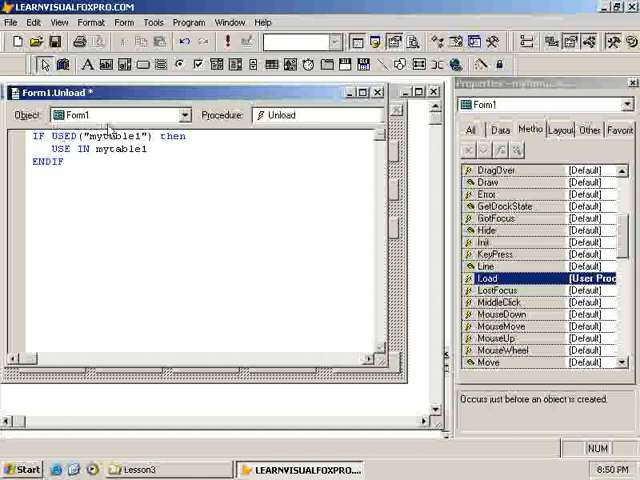 LEARNVISUALFOXPRO.COM
File Edit View Format Form Tools Program Window Help
Form1.Unload *
Object: Form1 Procedure: Unload
IF USED("mytable1") then
USE IN mytable1
ENDIF
Form1
All Data Metho Layout Other Favorit
DragOver [Default]
Draw [Default]
Error [Default]
GetDockState [Default]
GotFocus [Default]
Hide [Default]
Init [Default]
KeyPress [Default]
Line [Default]
Load [User Proc
LostFocus [Default]
MiddleClick [Default]
MouseDown [Default]
MouseMove [Default]
MouseUp [Default]
MouseWheel [Default]
Move [Default]
Occurs just before an object is created.
NUM
Start Lesson3 LEARNVISUALFOXPRO.... 8:50 PM